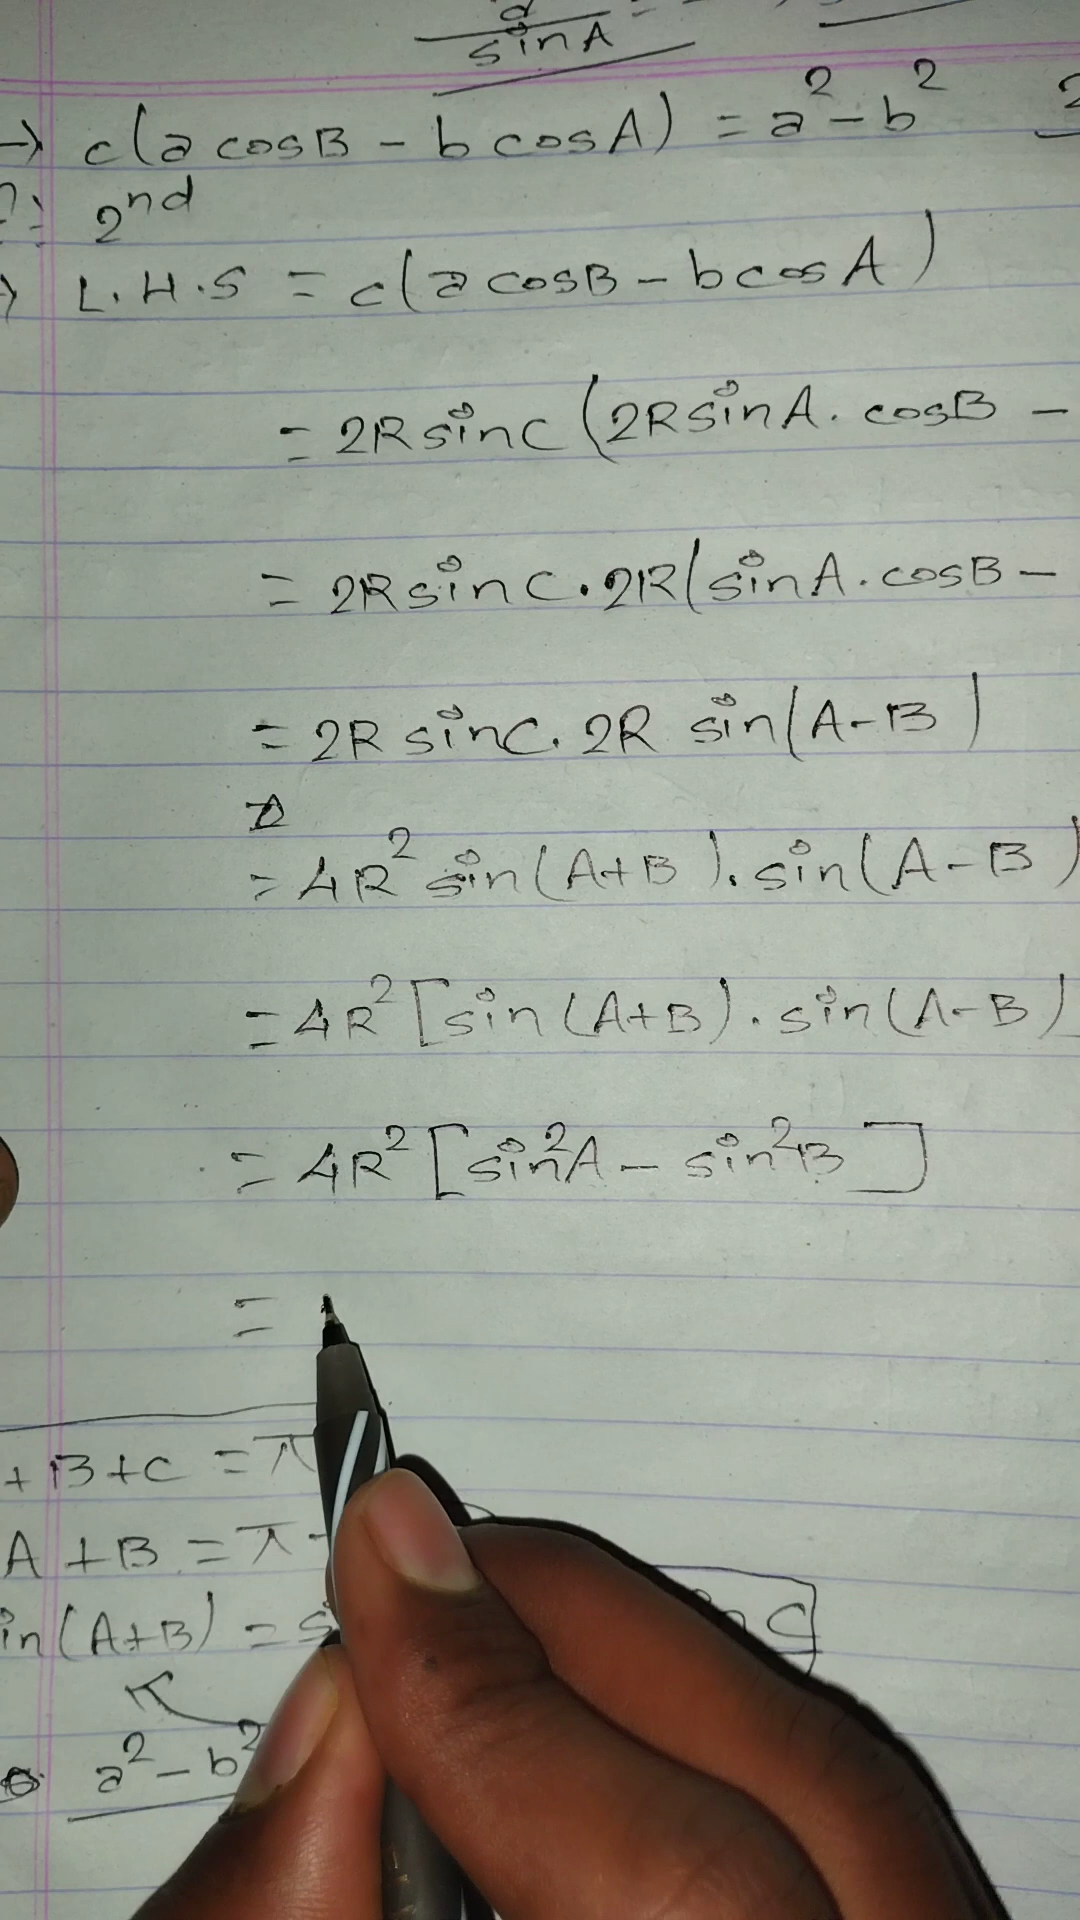 sinA
→ c(a cosB - b cosA) = a² - b²
2nd
L.H.S = c(a cosB - b cosA)
= 2R sinC (2R sinA . cosB -
= 2R sinC . 2R (sinA . cosB -
= 2R sinC . 2R sin(A-B)
= 4R² sin(A+B) . sin(A-B)
= 4R² [sin(A+B) . sin(A-B)
= 4R² [sin²A - sin²B]
=
+ B + C = π
A + B = π -
in(A+B) = s
a² - b²